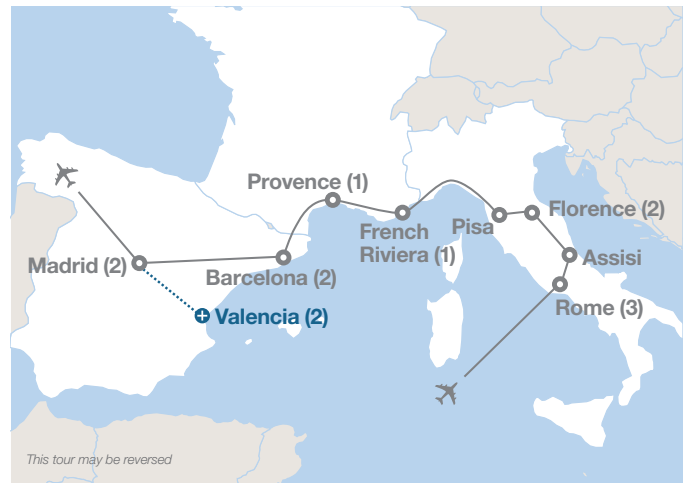 Provence (1)
French
Riviera (1)
Pisa
Florence (2)
Madrid (2)
Barcelona (2)
Assisi
Rome (3)
Valencia (2)
This tour may be reversed